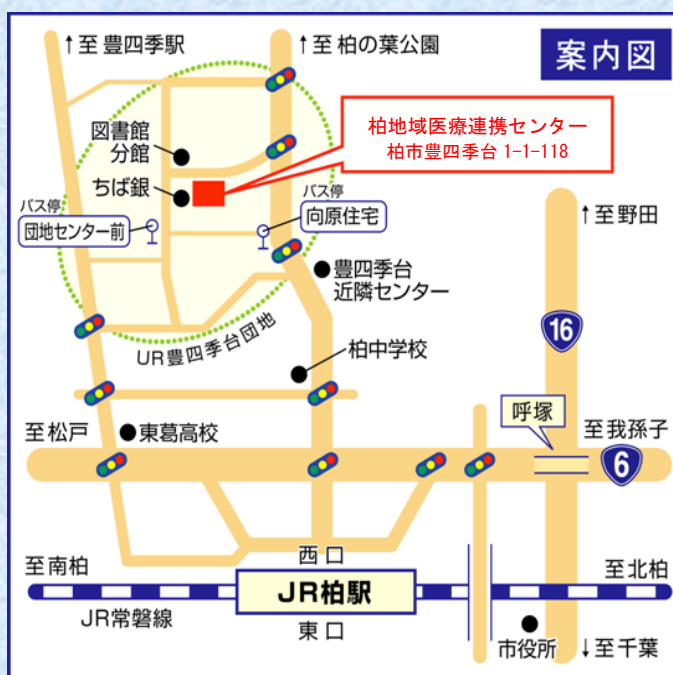 ↑至 豊四季駅
↑至 柏の葉公園
案内図
図書館
分館
柏地域医療連携センター
柏市豊四季台 1-1-118
ちば銀
バス停
団地センター前
バス停
向原住宅
↑至野田
豊四季台
近隣センター
16
UR豊四季台団地
柏中学校
呼塚
至松戸
東葛高校
至我孫子
6
西口
至南柏
至北柏
JR柏駅
JR常磐線
東口
市役所
↓至千葉